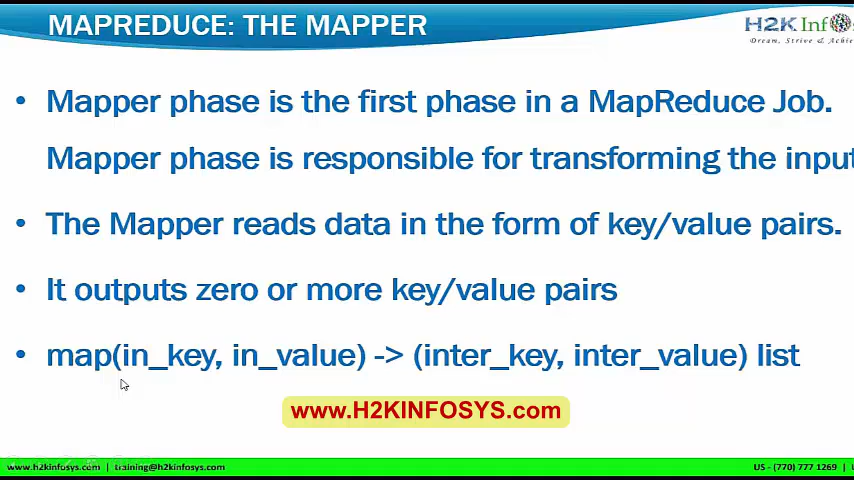 MAPREDUCE: THE MAPPER
H2K Inf
Dream, Strive & Achie
• Mapper phase is the first phase in a MapReduce Job.
Mapper phase is responsible for transforming the input
• The Mapper reads data in the form of key/value pairs.
• It outputs zero or more key/value pairs
• map(in_key, in_value) -> (inter_key, inter_value) list
www.H2KINFOSYS.com
www.h2kinfosys.com | training@h2kinfosys.com
US - (770) 777 1269 | U